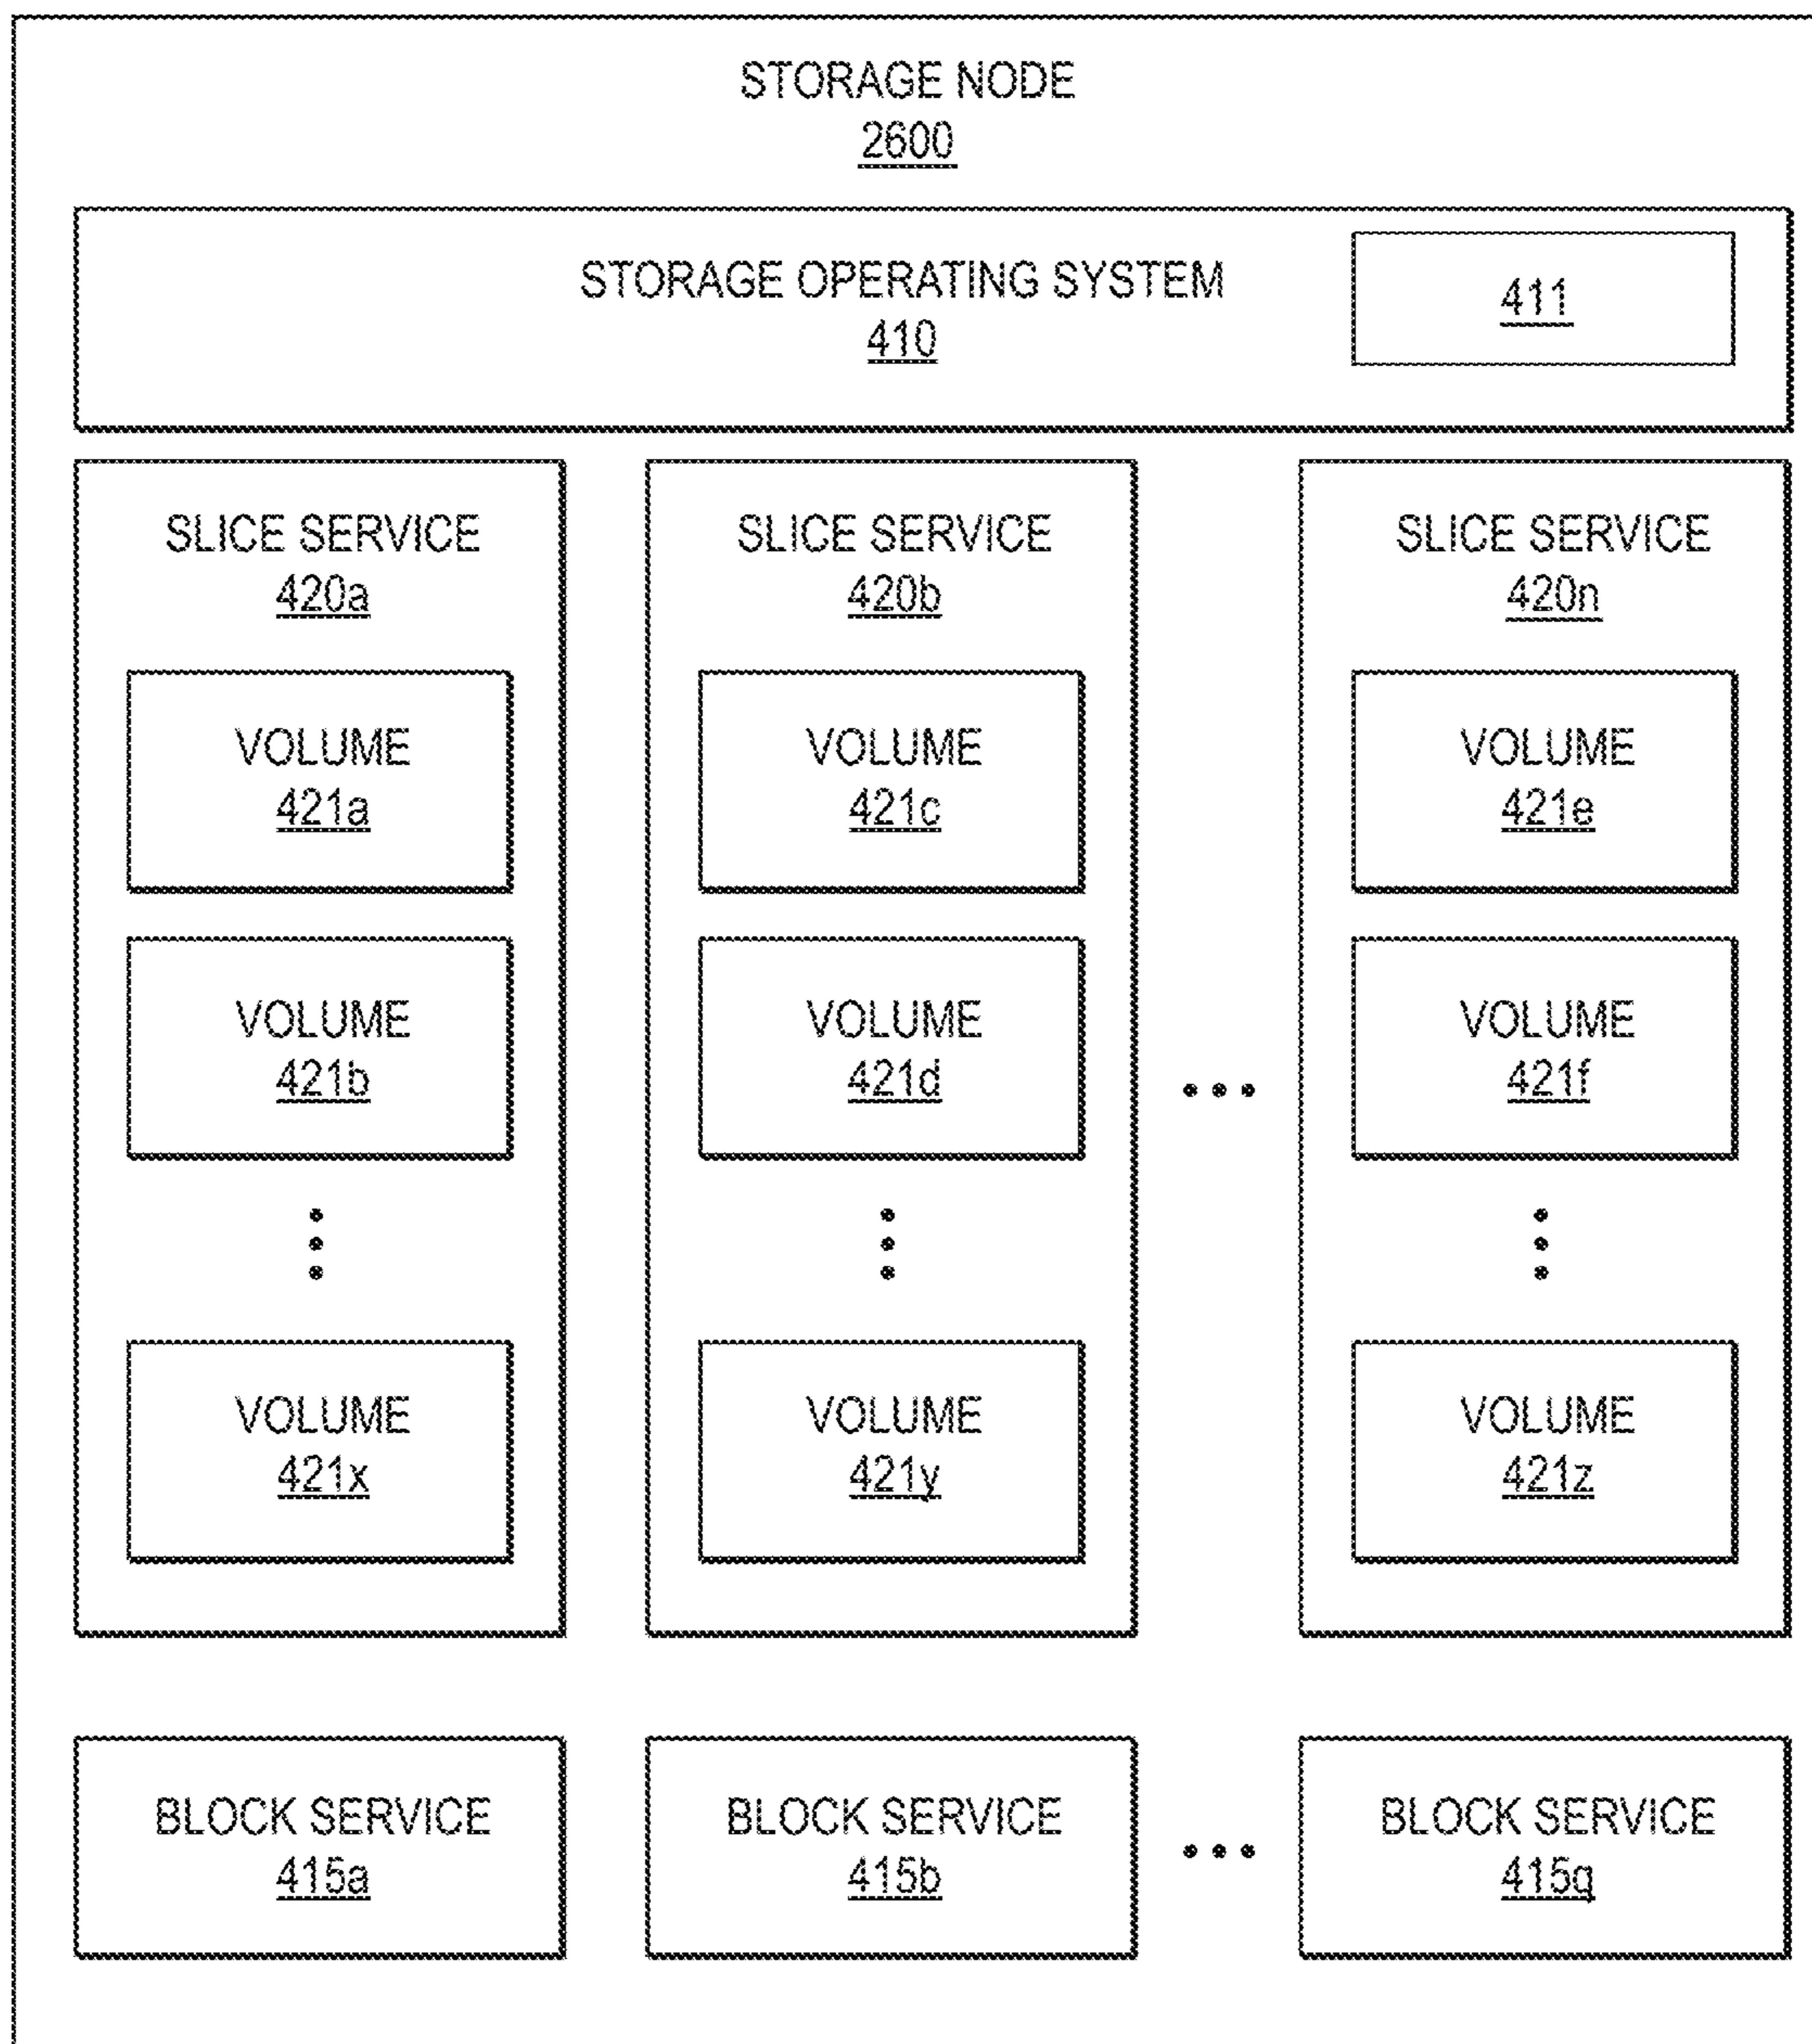 STORAGE NODE
2600
STORAGE OPERATING SYSTEM
410
411
SLICE SERVICE
420a
VOLUME
421a
VOLUME
421b
VOLUME
421x
SLICE SERVICE
420b
VOLUME
421c
VOLUME
421d
VOLUME
421y
SLICE SERVICE
420n
VOLUME
421e
VOLUME
421f
VOLUME
421z
BLOCK SERVICE
415a
BLOCK SERVICE
415b
BLOCK SERVICE
415q